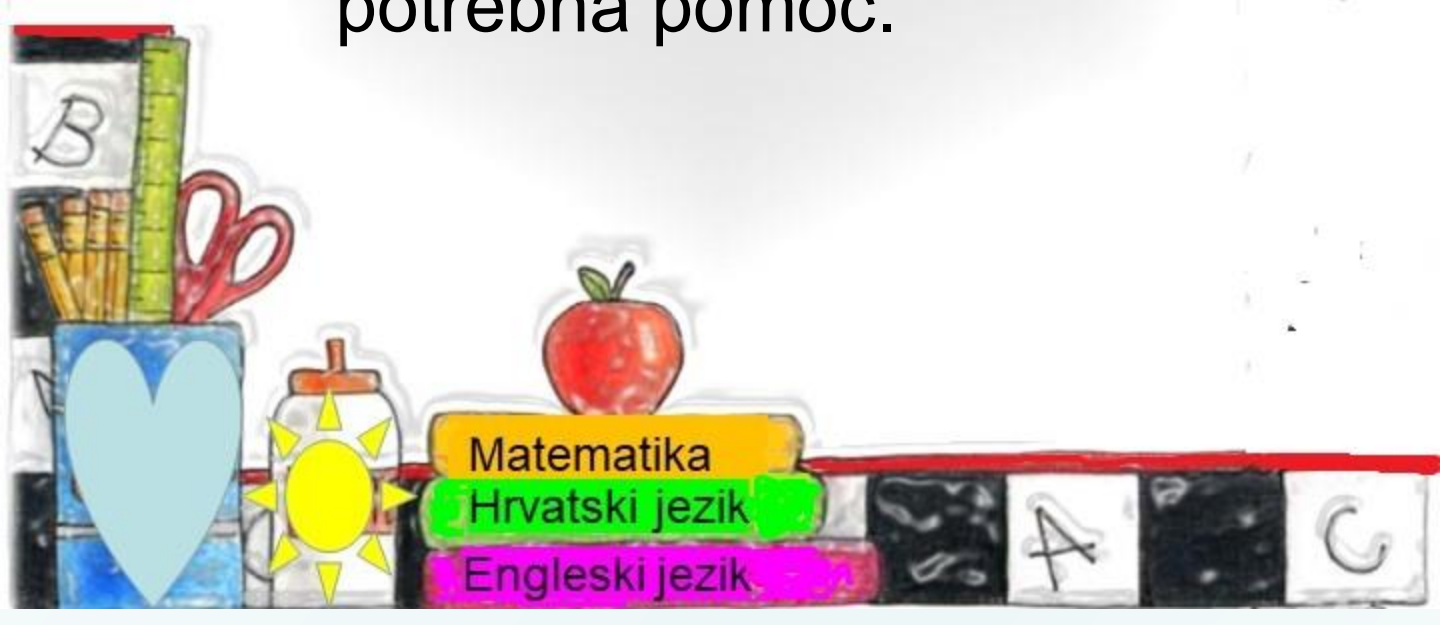 potrebna pomoć.
B
Matematika
Hrvatski jezik
Engleski jezik
A
C